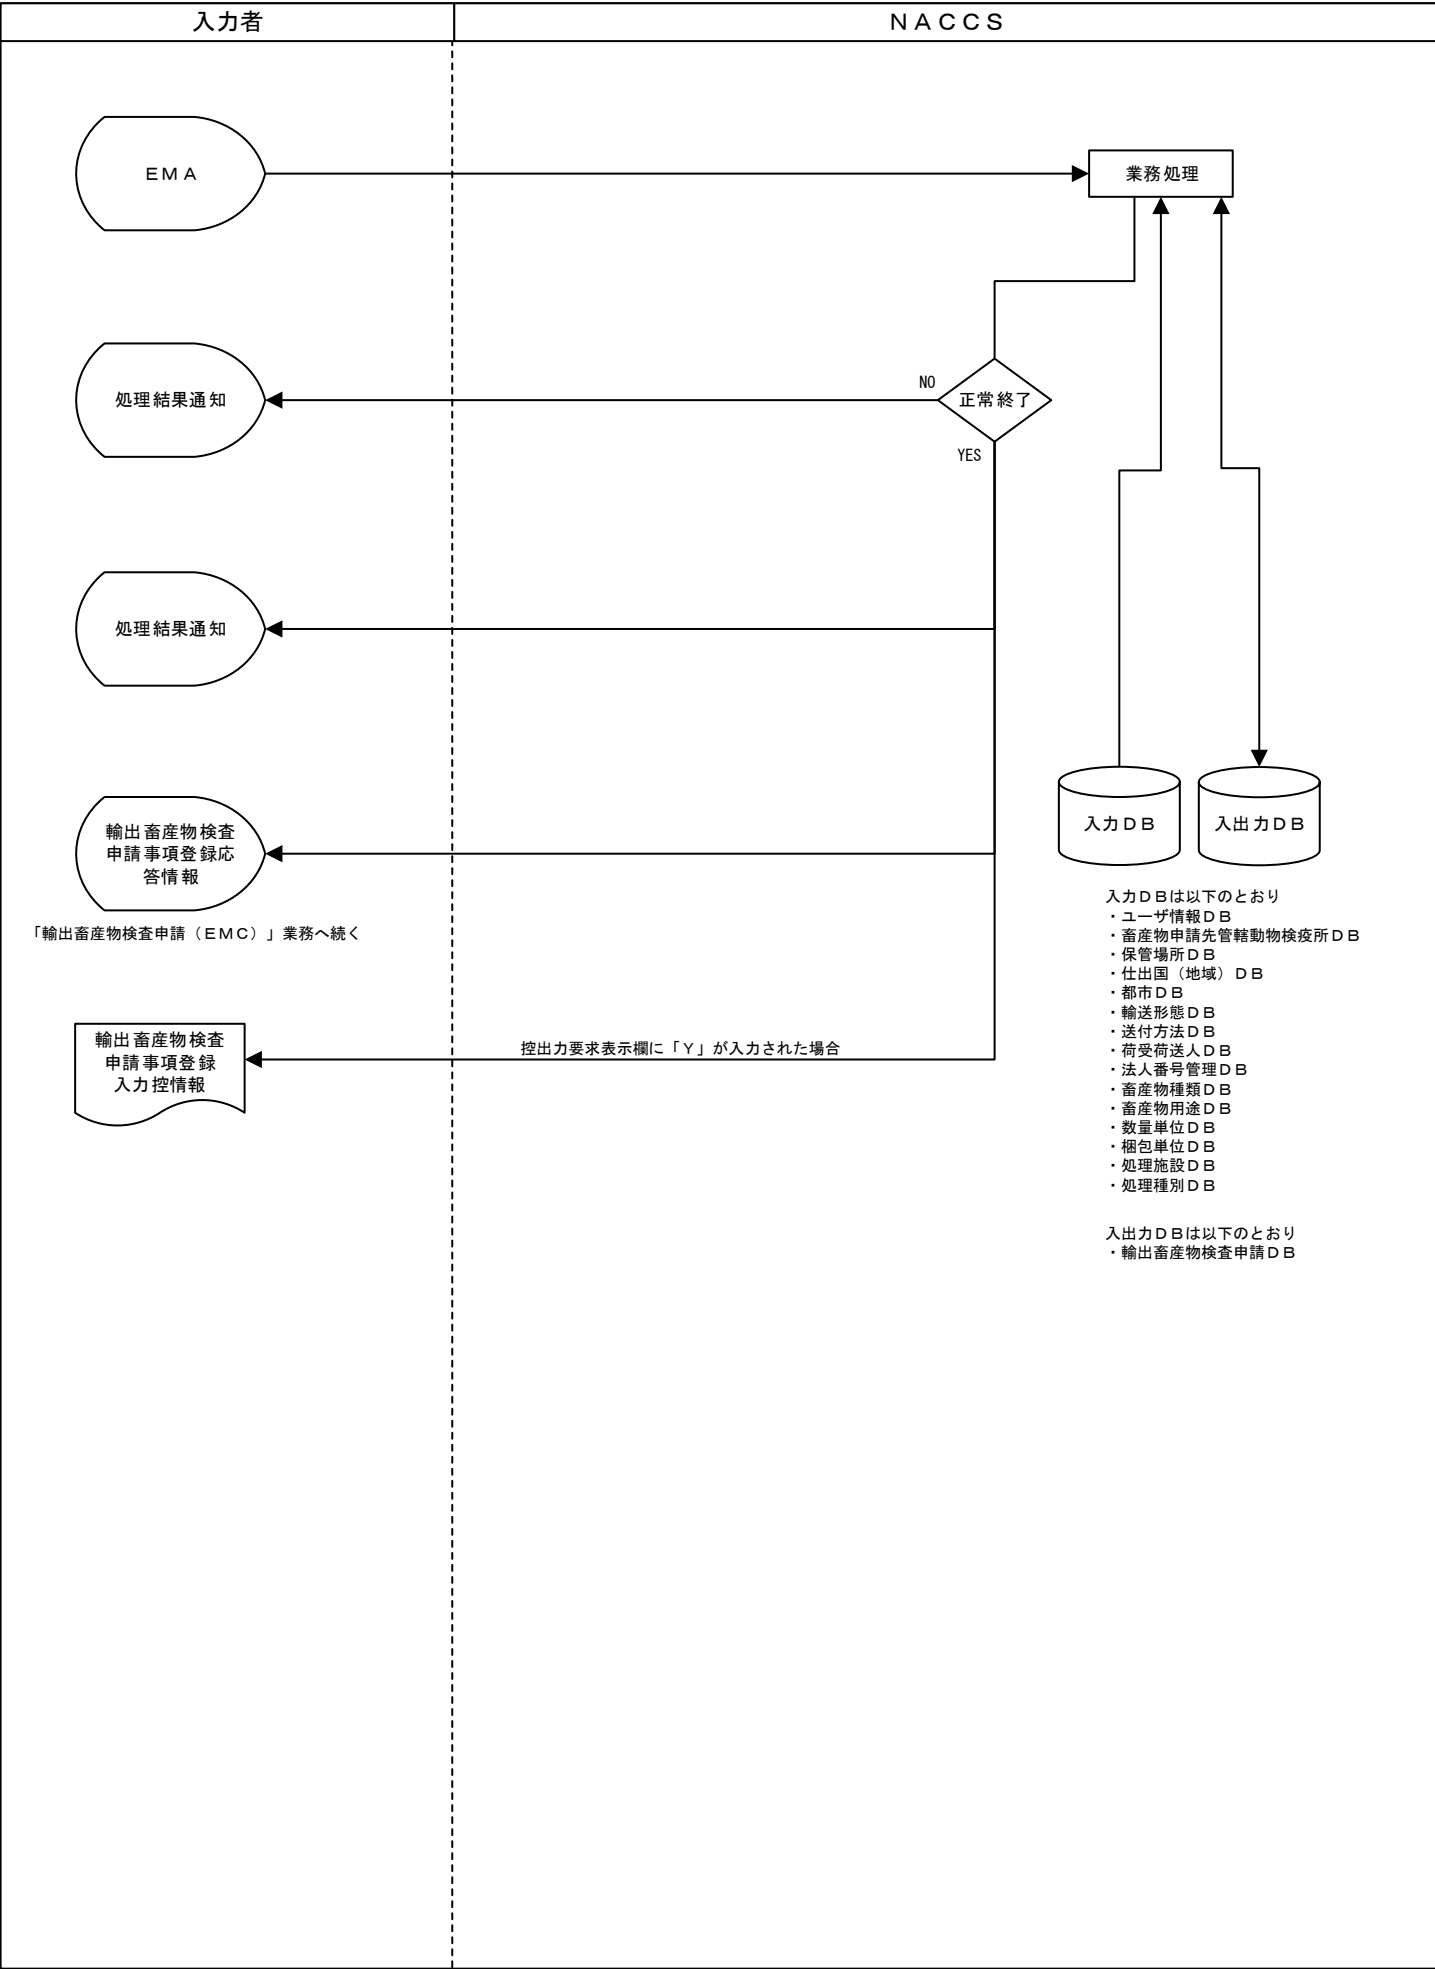 入力者
ＮＡＣＣＳ
ＥＭＡ
業務処理
処理結果通知
NO
正常終了
YES
処理結果通知
輸出畜産物検査
申請事項登録応
答情報
「輸出畜産物検査申請（ＥＭＣ）」業務へ続く
輸出畜産物検査
申請事項登録
入力控情報
控出力要求表示欄に「Ｙ」が入力された場合
入力ＤＢ
入出力ＤＢ
入力ＤＢは以下のとおり
・ユーザ情報ＤＢ
・畜産物申請先管轄動物検疫所ＤＢ
・保管場所ＤＢ
・仕出国（地域）ＤＢ
・都市ＤＢ
・輸送形態ＤＢ
・送付方法ＤＢ
・荷受荷送人ＤＢ
・法人番号管理ＤＢ
・畜産物種類ＤＢ
・畜産物用途ＤＢ
・数量単位ＤＢ
・梱包単位ＤＢ
・処理施設ＤＢ
・処理種別ＤＢ
入出力ＤＢは以下のとおり
・輸出畜産物検査申請ＤＢ